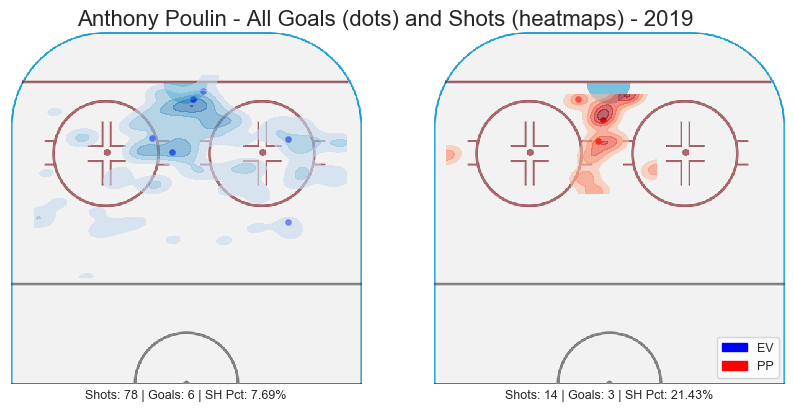 Anthony Poulin - All Goals (dots) and Shots (heatmaps) - 2019
EV
PP
Shots: 78 | Goals: 6 | SH Pct: 7.69%
Shots: 14 | Goals: 3 | SH Pct: 21.43%